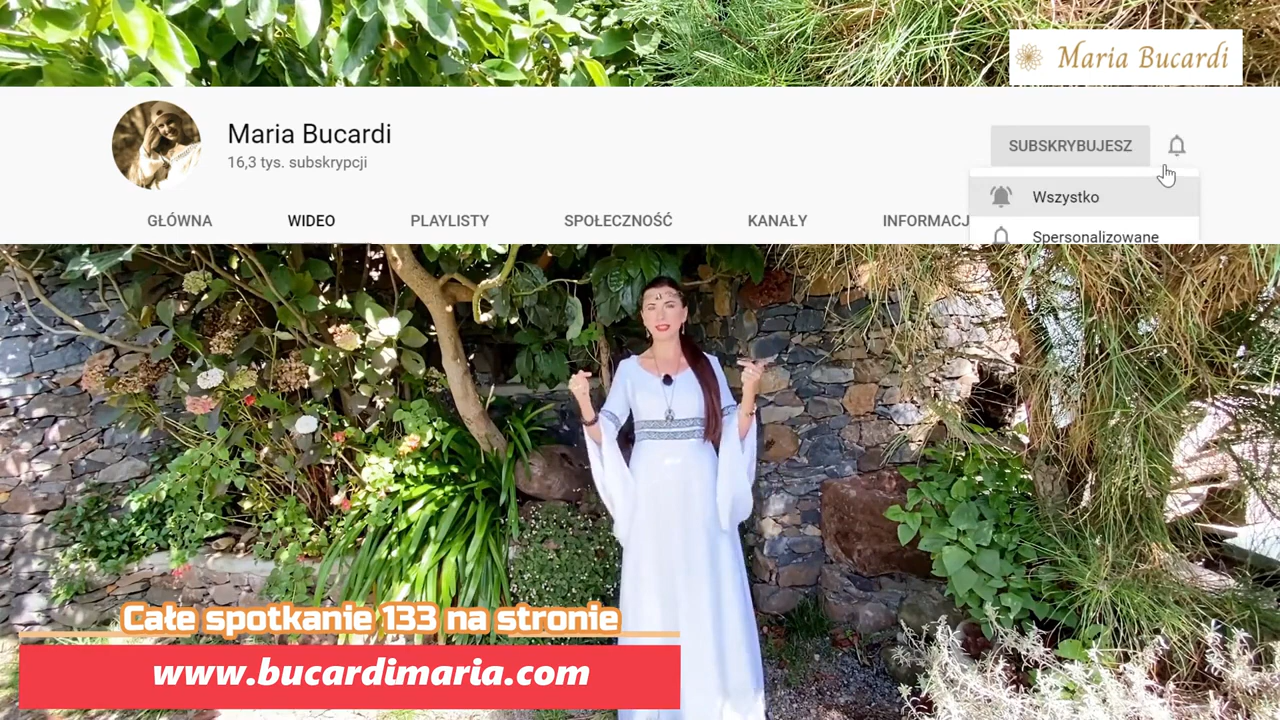 Maria Bucardi
Maria Bucardi
16,3 tys. subskrypcji
SUBSKRYBUJESZ
Wszystko
GŁÓWNA WIDEO PLAYLISTY SPOŁECZNOŚĆ KANAŁY INFORMACJ
Spersonalizowane
Całe spotkanie 133 na stronie
www.bucardimaria.com